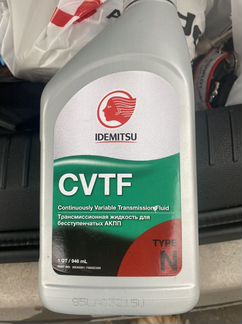 IDEMITSU
CVTF
Continuously Variable Transmission Fluid
Трансмиссионная жидкость для
бесступенчатых АКПП
TYPE
N
1 QT / 946 mL